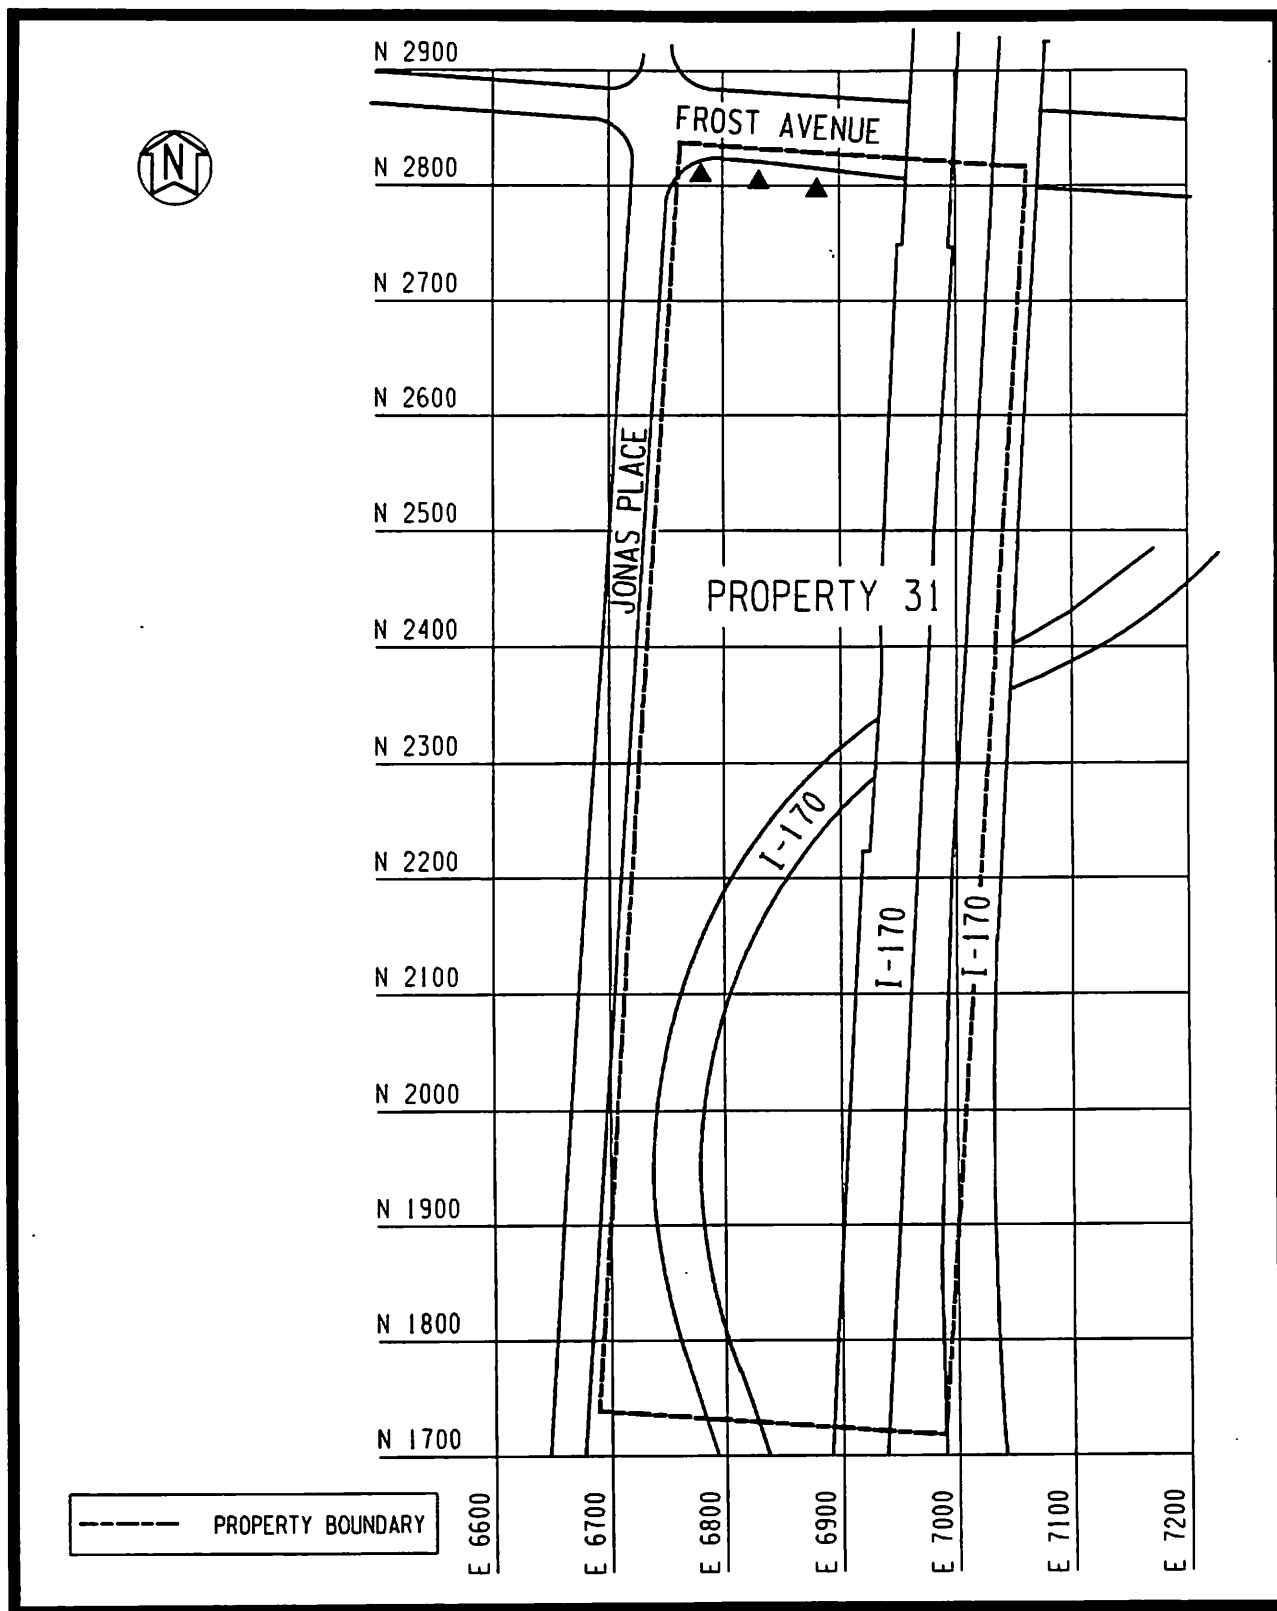 N 2900
FROST AVENUE
N
N 2800
N 2700
N 2600
JONAS PLACE
N 2500
PROPERTY 31
N 2400
N 2300
I-170
N 2200
I-170
I-170
N 2100
N 2000
N 1900
N 1800
N 1700
PROPERTY BOUNDARY
E 6600
E 6700
E 6800
E 6900
E 7000
E 7100
E 7200